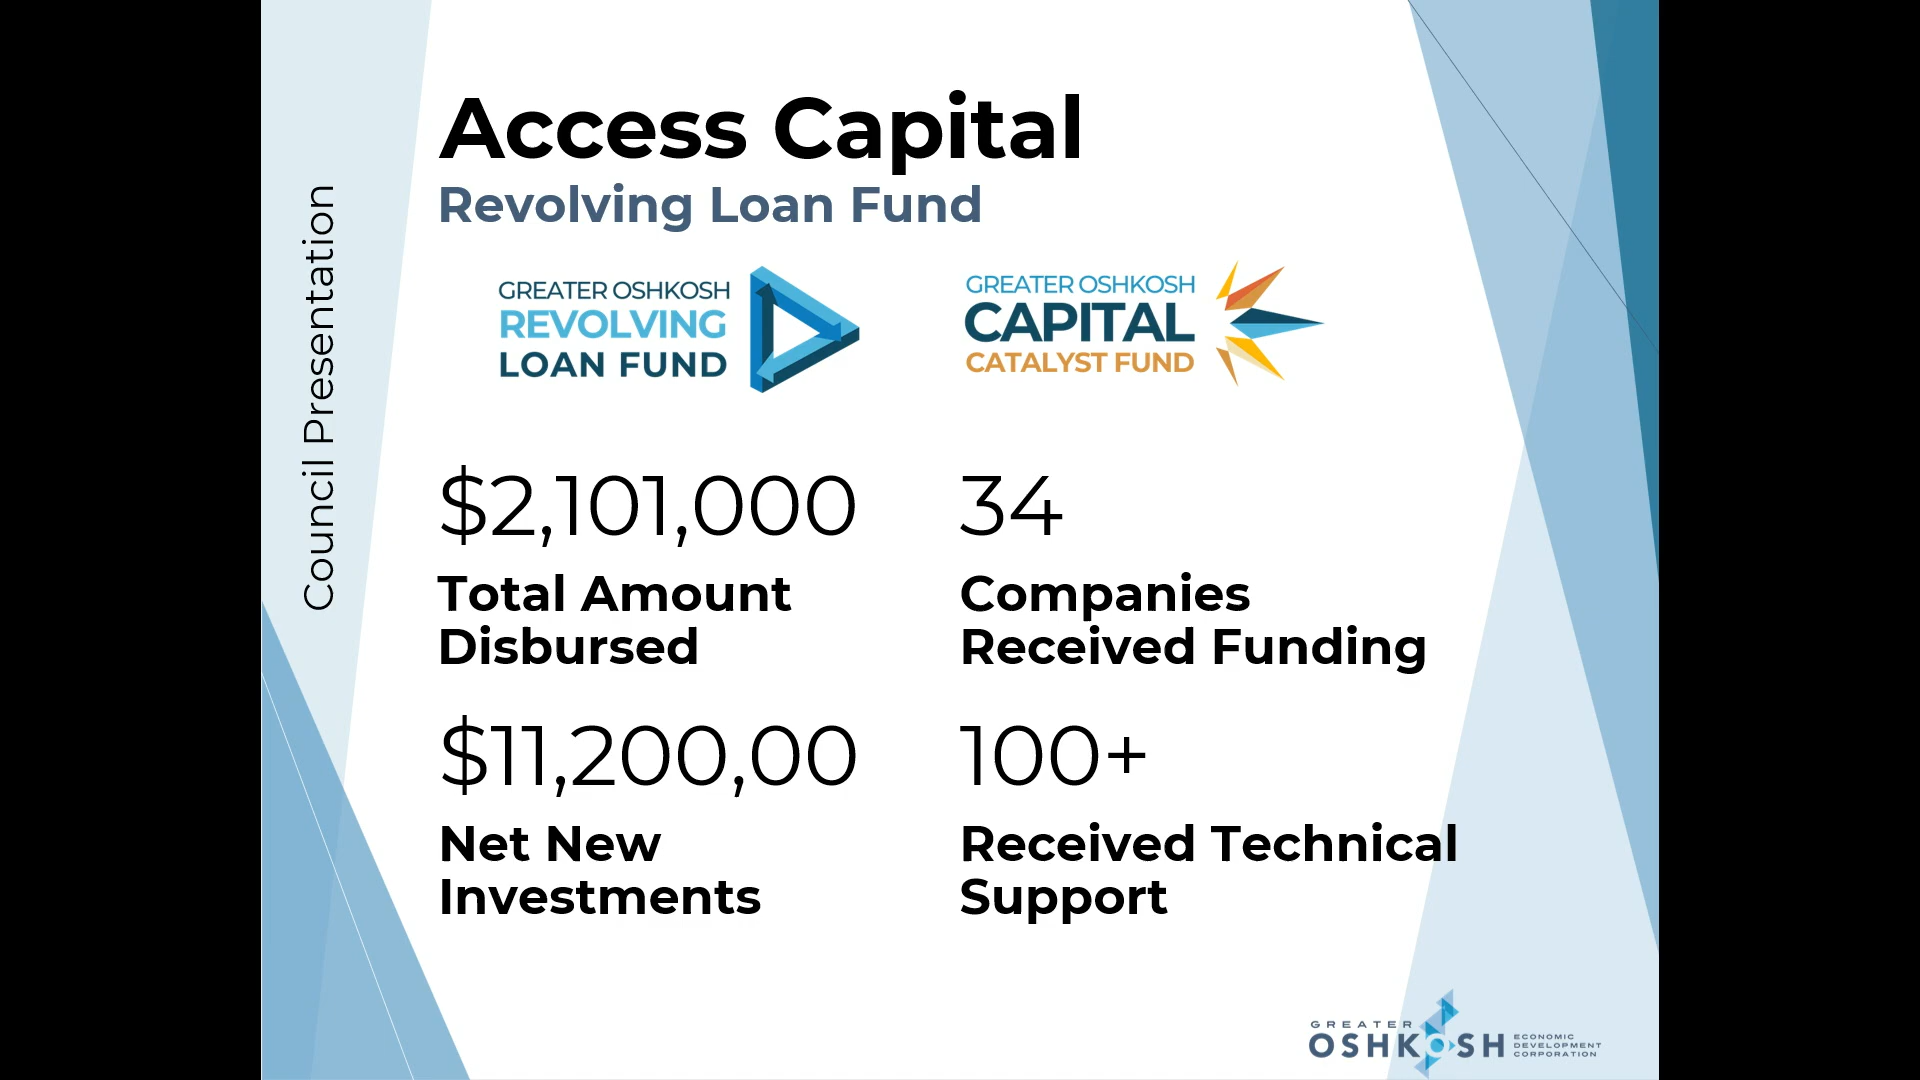 Council Presentation
Access Capital
Revolving Loan Fund
GREATER OSHKOSH
REVOLVING
LOAN FUND
GREATER OSHKOSH
CAPITAL
CATALYST FUND
$2,101,000
Total Amount
Disbursed
34
Companies
Received Funding
$11,200,00
Net New
Investments
100+
Received Technical
Support
GREATER
OSHKOSH
ECONOMIC
DEVELOPMENT
CORPORATION